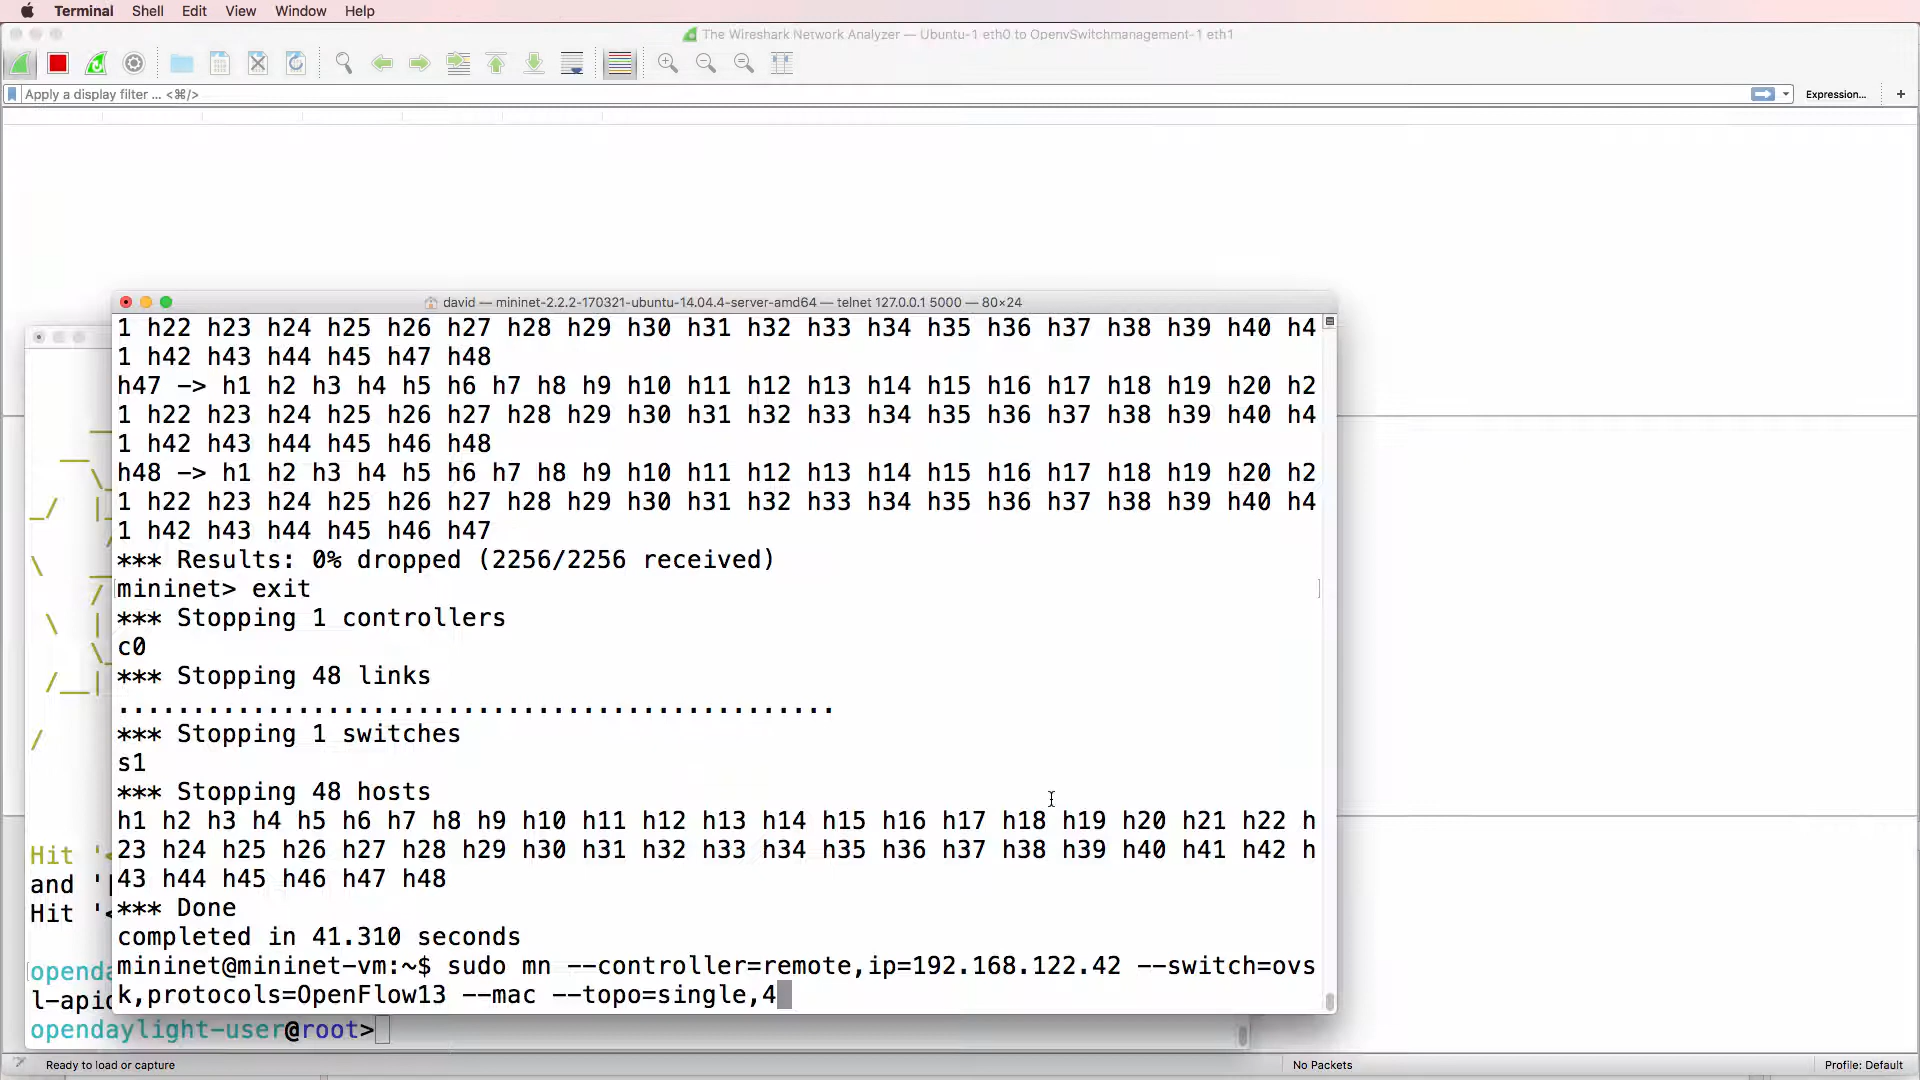 Terminal Shell Edit View Window Help
The Wireshark Network Analyzer — Ubuntu-1 eth0 to OpenvSwitchmanagement-1 eth1
Apply a display filter ... <⌘/>
Expression... +
david — mininet-2.2.2-170321-ubuntu-14.04.4-server-amd64 — telnet 127.0.0.1 5000 — 80×24
1 h22 h23 h24 h25 h26 h27 h28 h29 h30 h31 h32 h33 h34 h35 h36 h37 h38 h39 h40 h4
1 h42 h43 h44 h45 h47 h48
h47 -> h1 h2 h3 h4 h5 h6 h7 h8 h9 h10 h11 h12 h13 h14 h15 h16 h17 h18 h19 h20 h2
1 h22 h23 h24 h25 h26 h27 h28 h29 h30 h31 h32 h33 h34 h35 h36 h37 h38 h39 h40 h4
1 h42 h43 h44 h45 h46 h48
h48 -> h1 h2 h3 h4 h5 h6 h7 h8 h9 h10 h11 h12 h13 h14 h15 h16 h17 h18 h19 h20 h2
1 h22 h23 h24 h25 h26 h27 h28 h29 h30 h31 h32 h33 h34 h35 h36 h37 h38 h39 h40 h4
1 h42 h43 h44 h45 h46 h47
*** Results: 0% dropped (2256/2256 received)
mininet> exit
*** Stopping 1 controllers
c0
*** Stopping 48 links
................................................
*** Stopping 1 switches
s1
*** Stopping 48 hosts
h1 h2 h3 h4 h5 h6 h7 h8 h9 h10 h11 h12 h13 h14 h15 h16 h17 h18 h19 h20 h21 h22 h
23 h24 h25 h26 h27 h28 h29 h30 h31 h32 h33 h34 h35 h36 h37 h38 h39 h40 h41 h42 h
43 h44 h45 h46 h47 h48
*** Done
completed in 41.310 seconds
mininet@mininet-vm:~$ sudo mn --controller=remote,ip=192.168.122.42 --switch=ovs
k,protocols=OpenFlow13 --mac --topo=single,4
Hit '<
and '
Hit '<
openda
l-apid
opendaylight-user@root>
Ready to load or capture
No Packets
Profile: Default